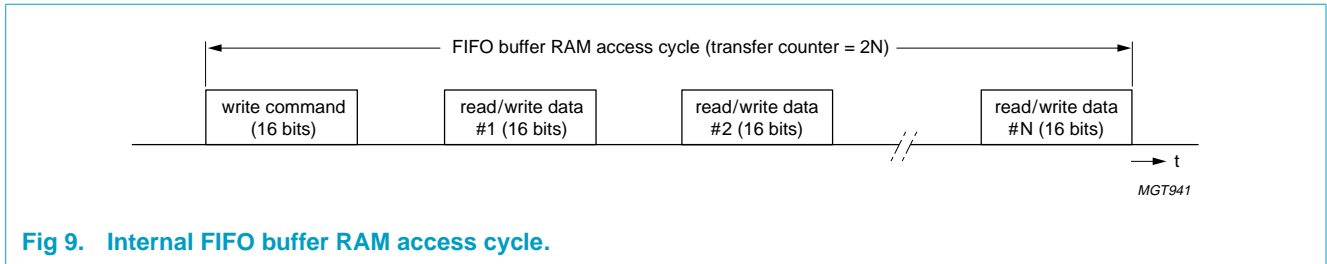 FIFO buffer RAM access cycle (transfer counter = 2N)
write command
(16 bits)
read/write data
#1 (16 bits)
read/write data
#2 (16 bits)
read/write data
#N (16 bits)
t
MGT941
Fig 9. Internal FIFO buffer RAM access cycle.